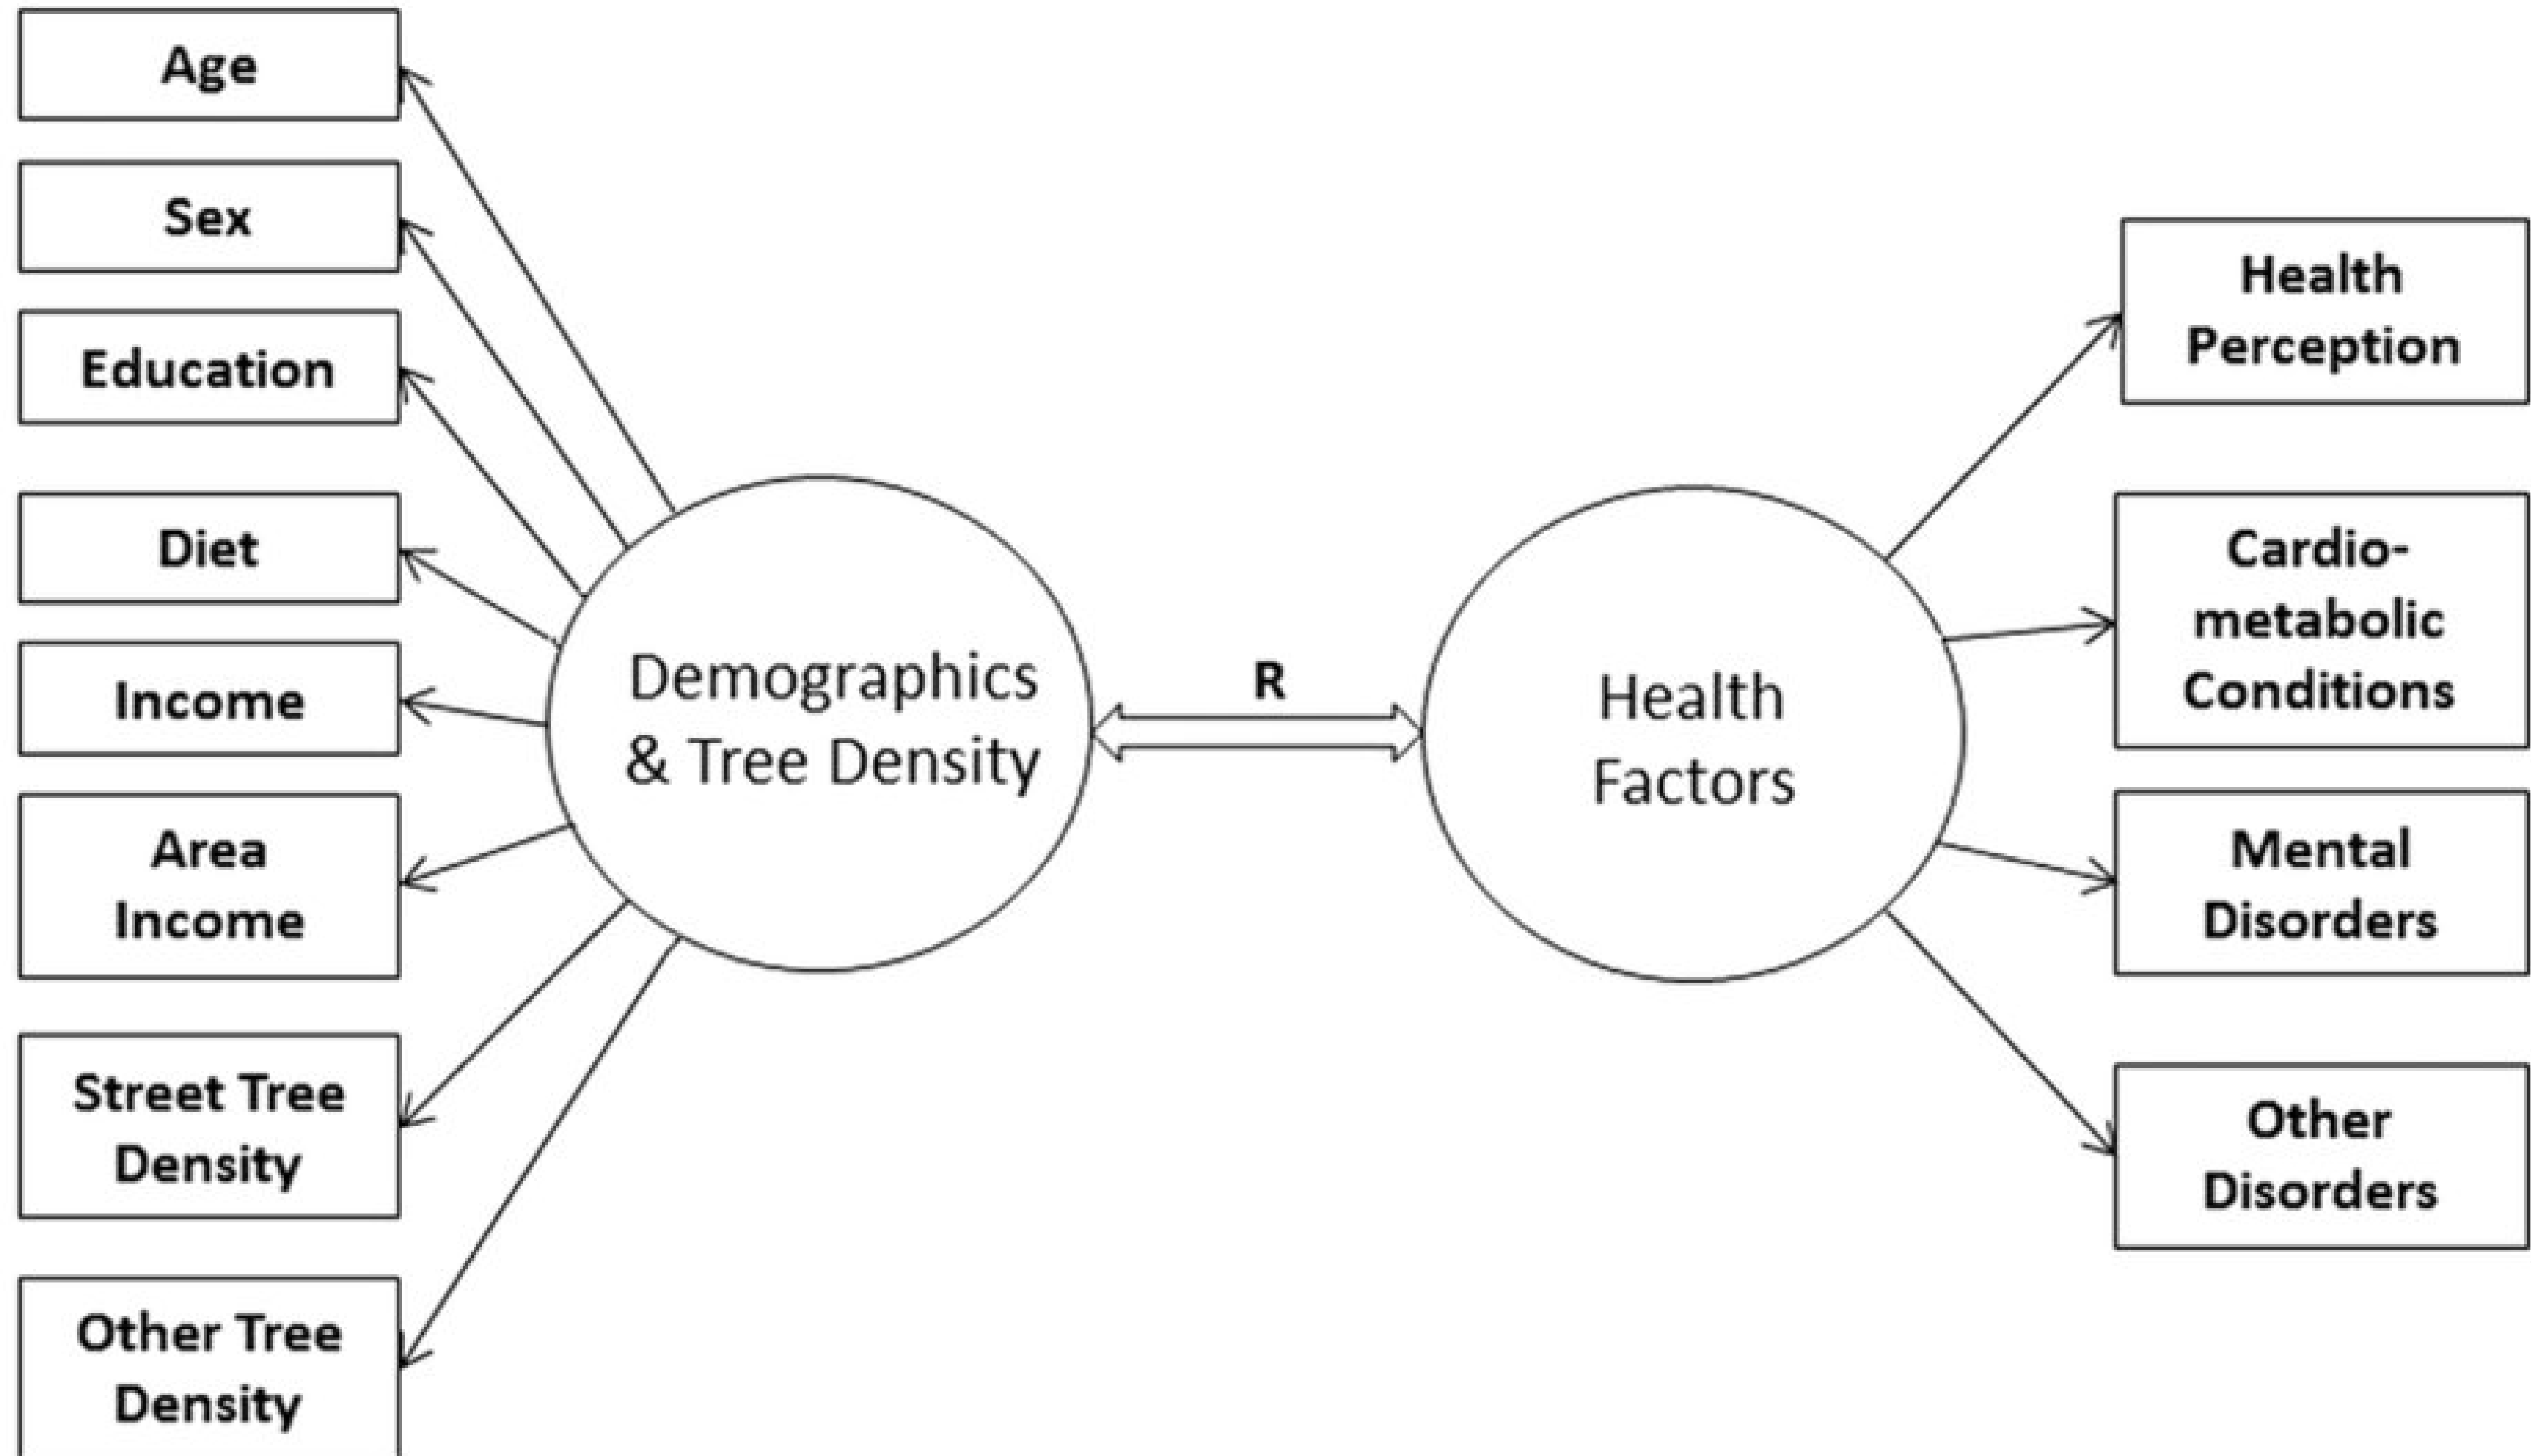 Age
Sex
Education
Diet
Income
Area
Income
Street Tree
Density
Other Tree
Density
Demographics
& Tree Density
R
Health
Factors
Health
Perception
Cardio-
metabolic
Conditions
Mental
Disorders
Other
Disorders